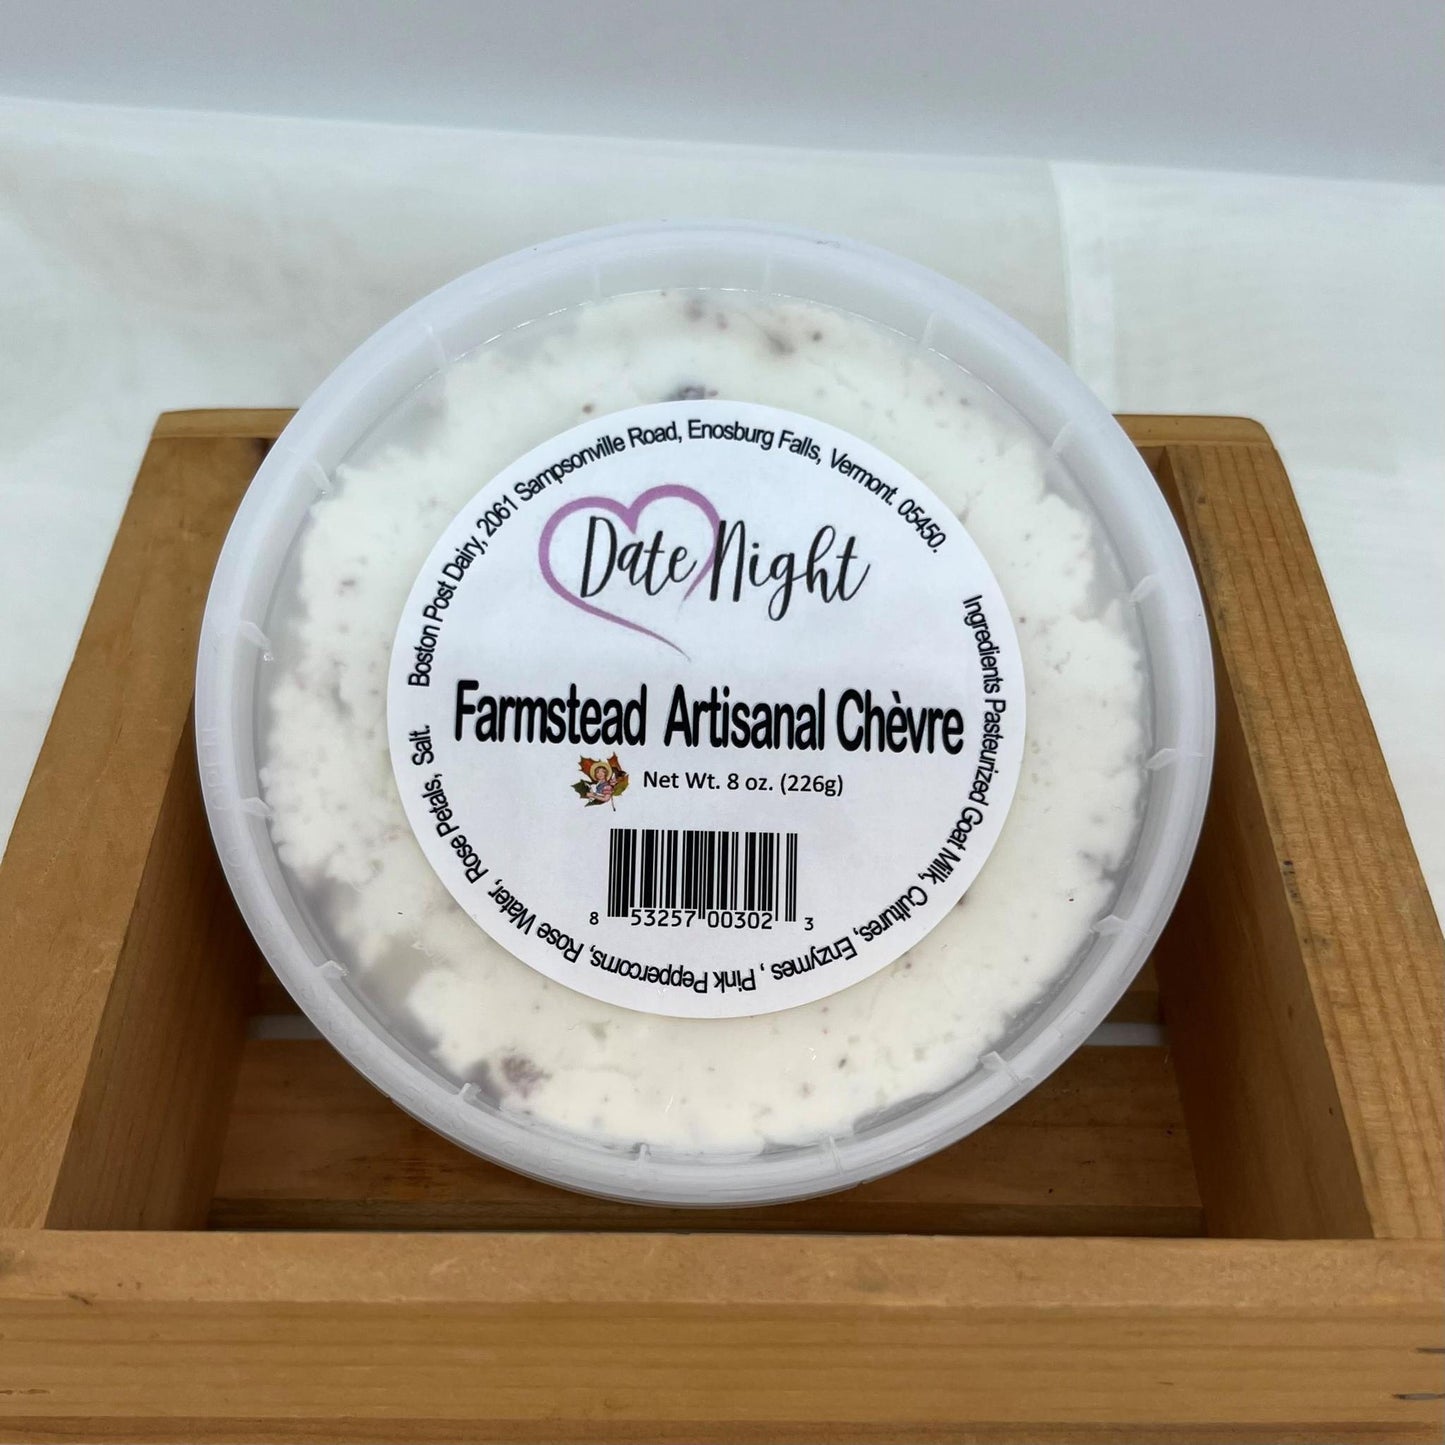 Boston Post Dairy, 2061 Sampsonville Road, Enosburg Falls, Vermont. 05450.
Date Night
Farmstead Artisanal Chèvre
Net Wt. 8 oz. (226g)
8 53257 00302 3
Ingredients Pasteurized Goat Milk, Cultures, Enzymes , Pink Peppercorns, Rose Water, Rose Petals, Salt.